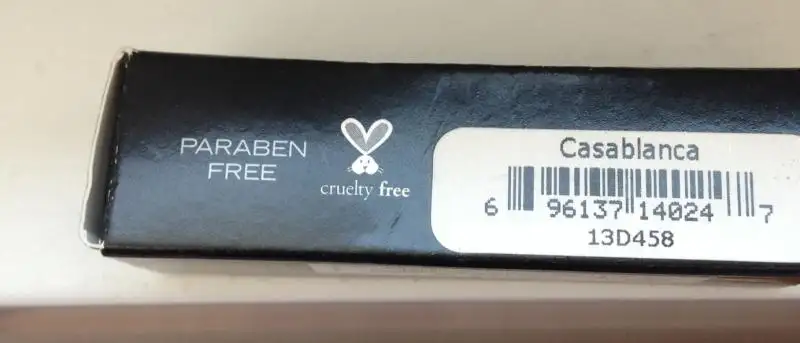 PARABEN
FREE
cruelty free
Casablanca
6 96137 14024 7
13D458